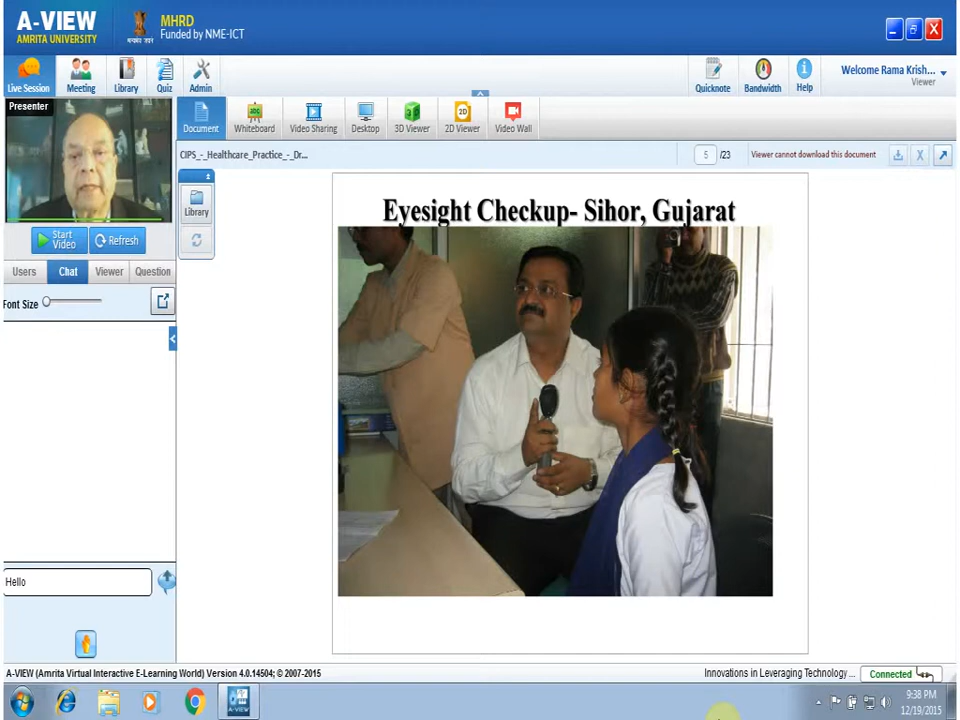 A-VIEW
AMRITA UNIVERSITY
MHRD
Funded by NME-ICT
Live Session
Meeting
Library
Quiz
Admin
Quicknote
Bandwidth
Help
Welcome Rama Krish...
Viewer
Presenter
Document
Whiteboard
Video Sharing
Desktop
3D Viewer
2D Viewer
Video Wall
CIPS_-_Healthcare_Practice_-_Dr...
5 /23
Viewer cannot download this document
Library
Eyesight Checkup- Sihor, Gujarat
Start Video
Refresh
Users
Chat
Viewer
Question
Font Size
Hello
A-VIEW (Amrita Virtual Interactive E-Learning World) Version 4.0.14504; © 2007-2015
Innovations in Leveraging Technology ...
Connected
9:38 PM
12/19/2015